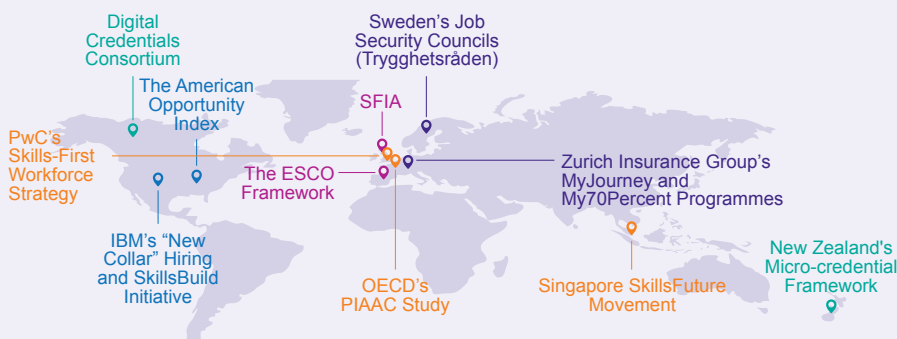 Digital
Credentials
Consortium
Sweden's Job
Security Councils
(Trygghetsråden)
The American
Opportunity
Index
SFIA
PwC's
Skills-First
Workforce
Strategy
The ESCO
Framework
Zurich Insurance Group's
MyJourney and
My70Percent Programmes
IBM's “New
Collar” Hiring
and SkillsBuild
Initiative
OECD's
PIAAC Study
Singapore SkillsFuture
Movement
New Zealand's
Micro-credential
Framework